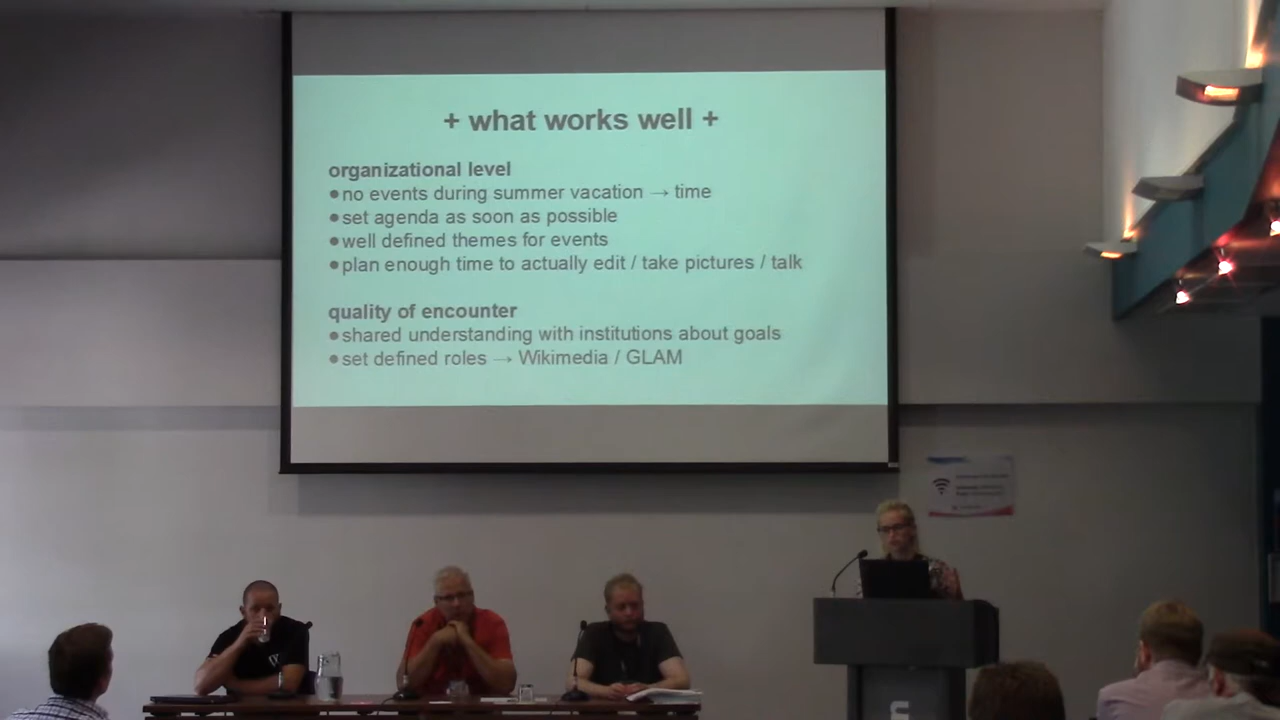 + what works well +
organizational level
●no events during summer vacation → time
●set agenda as soon as possible
●well defined themes for events
●plan enough time to actually edit / take pictures / talk
quality of encounter
●shared understanding with institutions about goals
●set defined roles → Wikimedia / GLAM